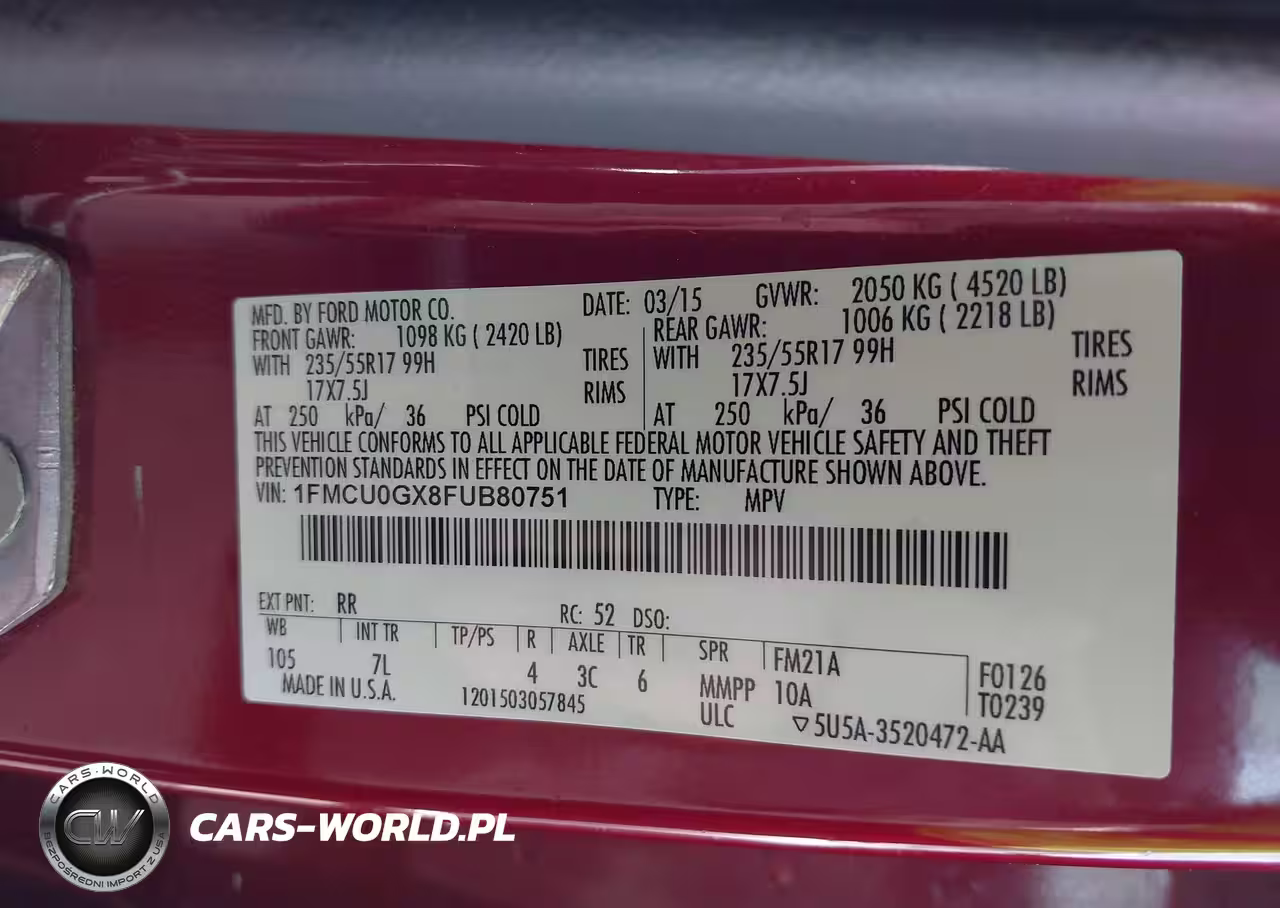 MFD. BY FORD MOTOR CO. DATE: 03/15 GVWR: 2050 KG ( 4520 LB)
FRONT GAWR: 1098 KG ( 2420 LB) REAR GAWR: 1006 KG ( 2218 LB)
WITH 235/55R17 99H TIRES WITH 235/55R17 99H TIRES
17X7.5J RIMS 17X7.5J RIMS
AT 250 kPa/ 36 PSI COLD AT 250 kPa/ 36 PSI COLD
THIS VEHICLE CONFORMS TO ALL APPLICABLE FEDERAL MOTOR VEHICLE SAFETY AND THEFT
PREVENTION STANDARDS IN EFFECT ON THE DATE OF MANUFACTURE SHOWN ABOVE.
VIN: 1FMCU0GX8FUB80751 TYPE: MPV
EXT PNT: RR RC: 52 DSO:
WB INT TR TP/PS R AXLE TR SPR FM21A F0126
105 7L 4 3C 6 MMPP 10A T0239
MADE IN U.S.A. 1201503057845 ULC ▽5U5A-3520472-AA
CARS-WORLD
CW
BEZPOŚREDNI IMPORT Z USA
CARS-WORLD.PL